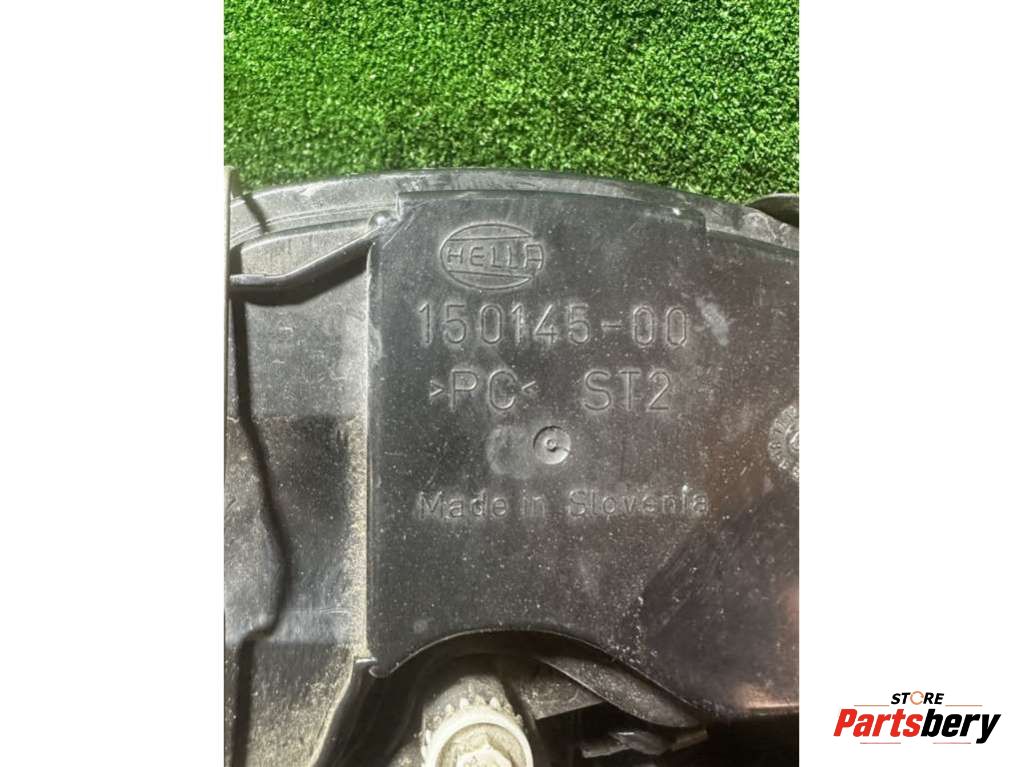 HELLA
150145-00
>PC< ST2
Made in Slovenia
STORE
Partsbery